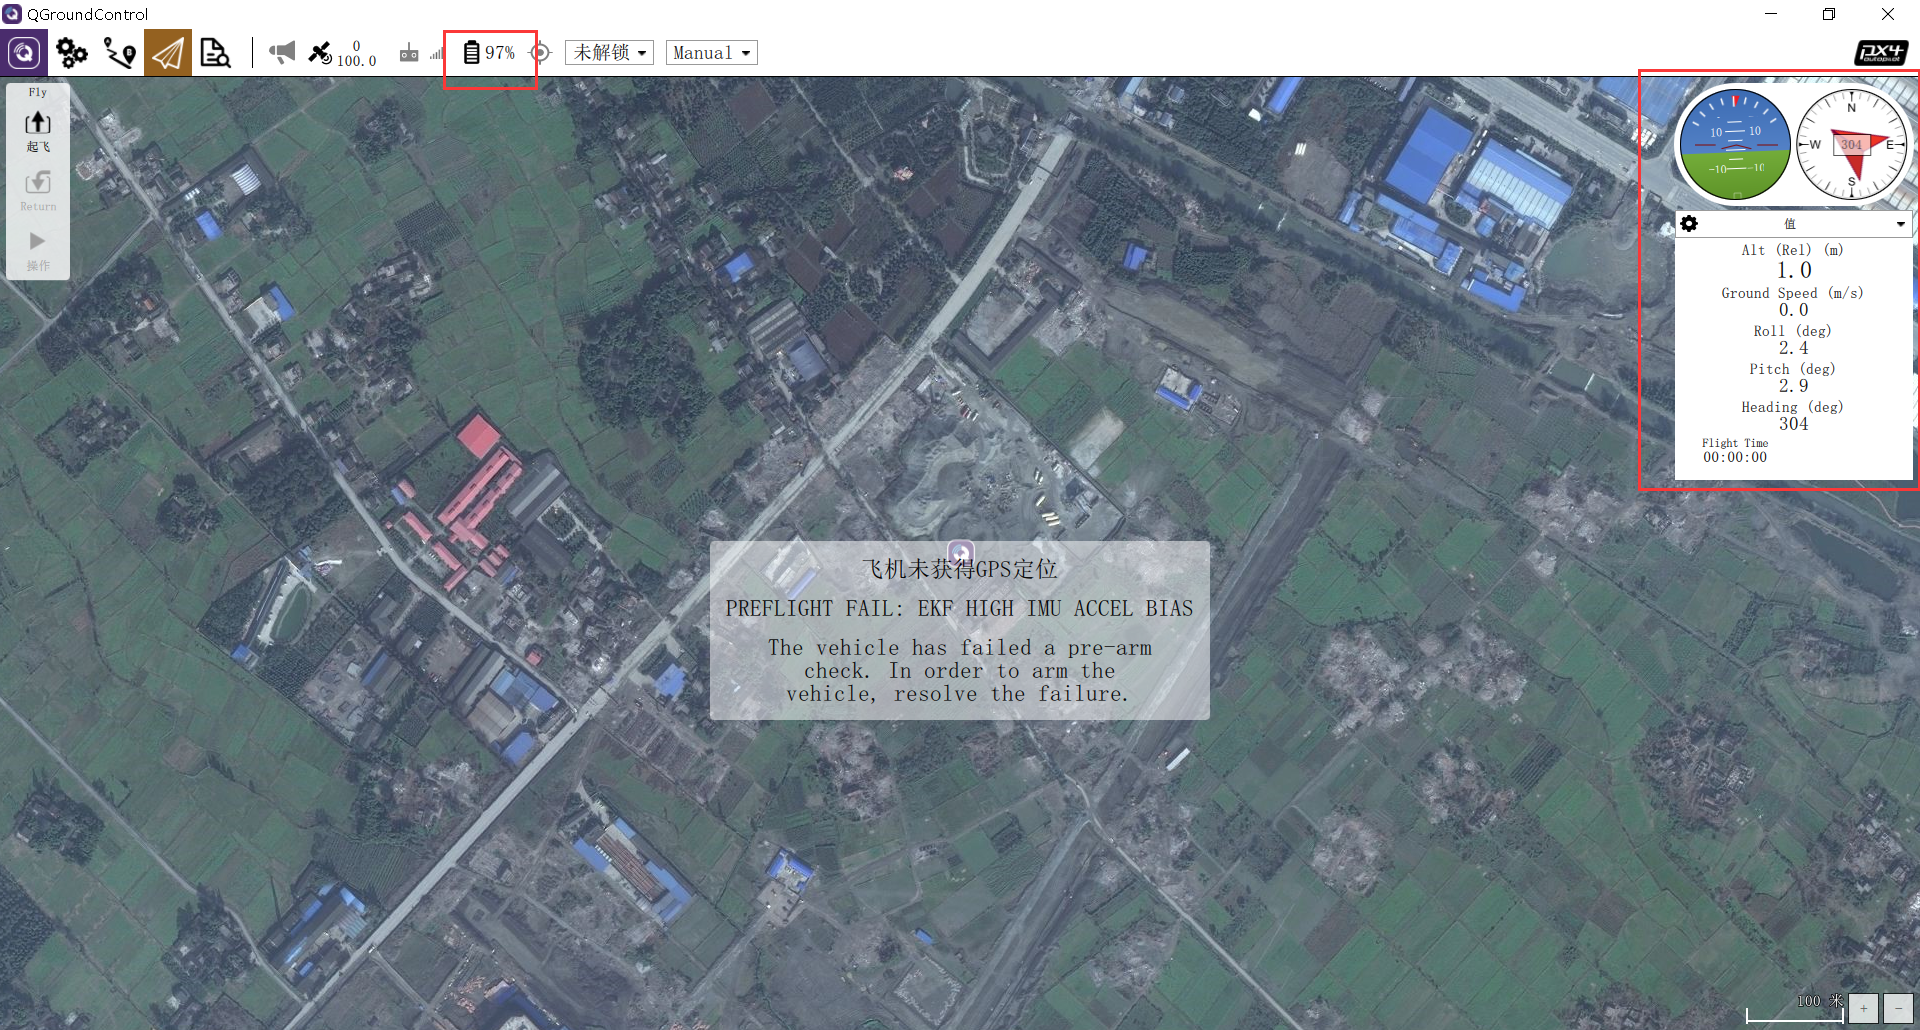 QGroundControl
0
100.0
97%
未解锁
Manual
px4
autopilot
Fly
起飞
Return
操作
10 10
-10 -10
N
W 304 E
S
值
Alt (Rel) (m)
1.0
Ground Speed (m/s)
0.0
Roll (deg)
2.4
Pitch (deg)
2.9
Heading (deg)
304
Flight Time
00:00:00
飞机未获得GPS定位
PREFLIGHT FAIL: EKF HIGH IMU ACCEL BIAS
The vehicle has failed a pre-arm
check. In order to arm the
vehicle, resolve the failure.
100 米
+ -